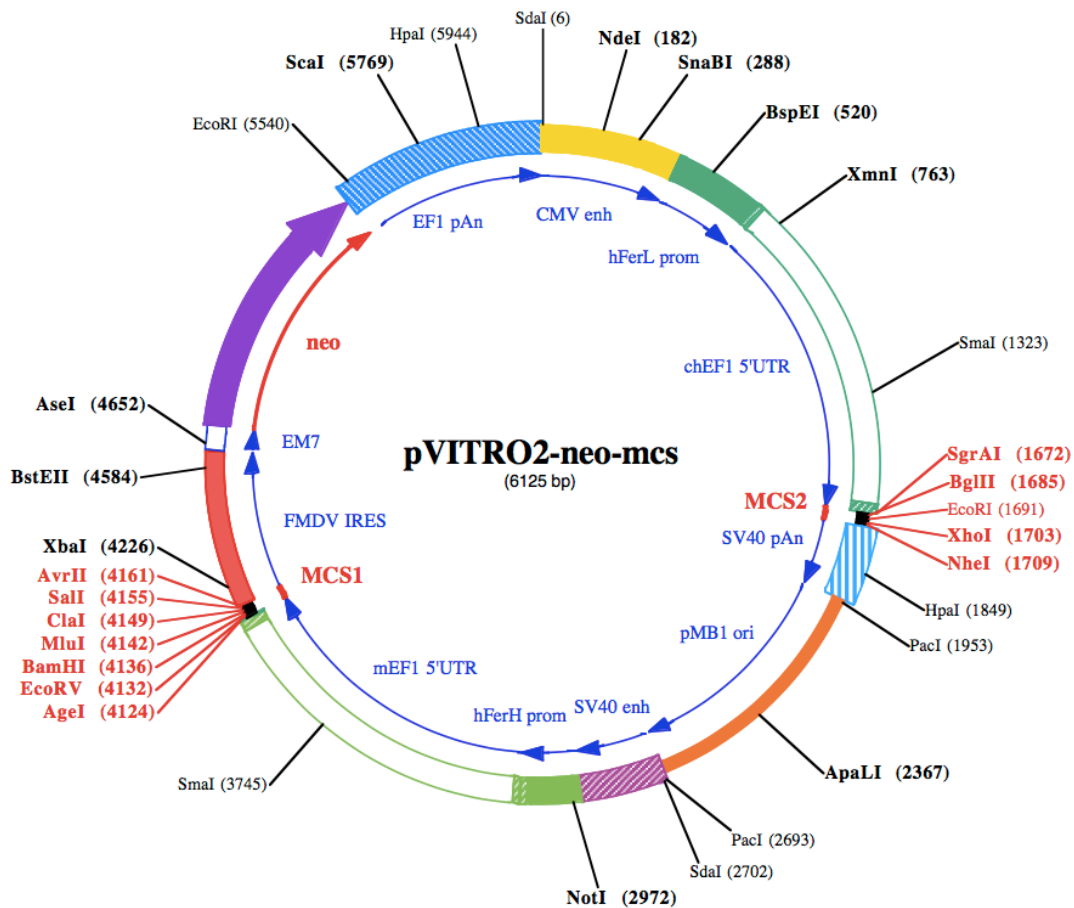 SdaI (6)
HpaI (5944)
NdeI (182)
ScaI (5769)
SnaBI (288)
BspEI (520)
EcoRI (5540)
XmnI (763)
EF1 pAn
CMV enh
hFerL prom
neo
SmaI (1323)
chEF1 5'UTR
AseI (4652)
EM7
pVITRO2-neo-mcs
(6125 bp)
SgrAI (1672)
BstEII (4584)
BglII (1685)
MCS2
EcoRI (1691)
FMDV IRES
XhoI (1703)
SV40 pAn
XbaI (4226)
NheI (1709)
MCS1
AvrII (4161)
SalI (4155)
HpaI (1849)
ClaI (4149)
pMB1 ori
MluI (4142)
PacI (1953)
BamHI (4136)
mEF1 5'UTR
EcoRV (4132)
SV40 enh
AgeI (4124)
hFerH prom
ApaLI (2367)
SmaI (3745)
PacI (2693)
SdaI (2702)
NotI (2972)